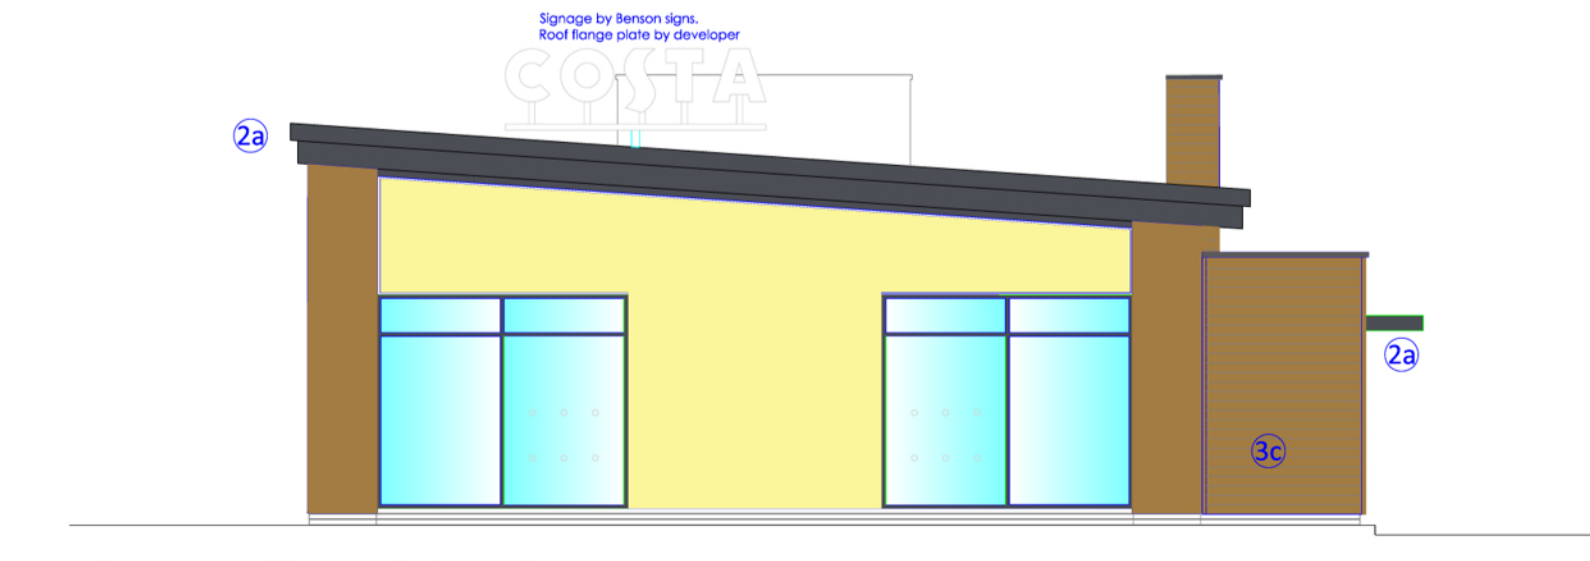 Signage by Benson signs.
Roof flange plate by developer
COSTA
2a
2a
3c